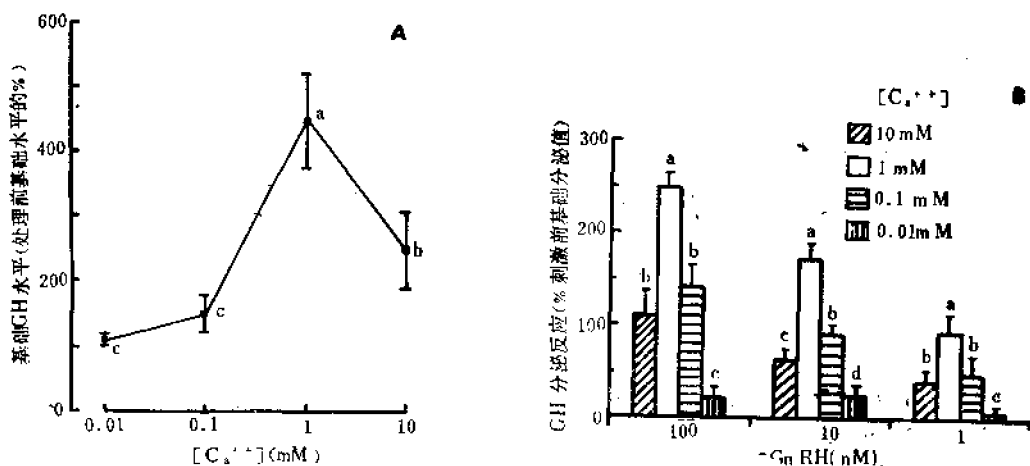 A
600
400
200
0
基础GH水平(处理前基础水平的%)
a
b
c
c
0.01 0.1 1 10
[Ca⁺⁺](mM)
B
[Ca⁺⁺]
10 mM
1 mM
0.1 mM
0.01mM
300
200
100
0
GH分泌反应(%刺激前基础分泌值)
a
b b
c
a
c b
d
a
b b
c
100 10 1
GnRH(nM)